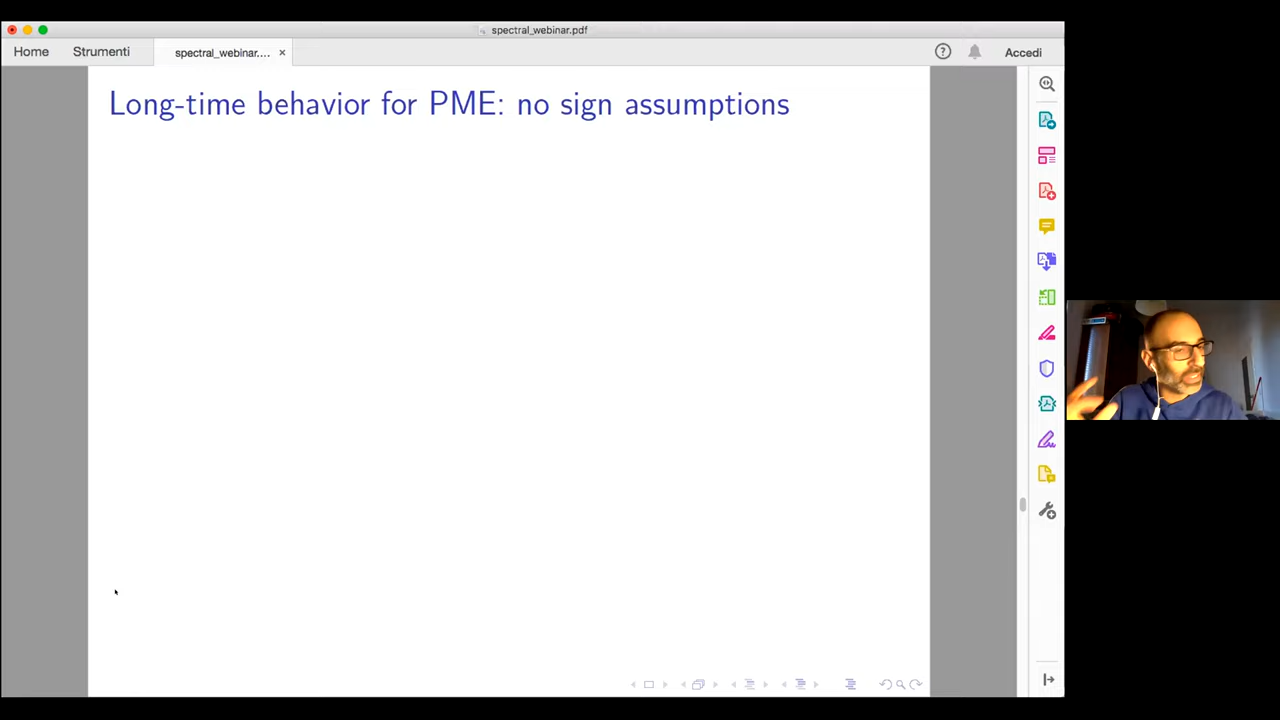 spectral_webinar.pdf
Home
Strumenti
spectral_webinar....
Accedi
Long-time behavior for PME: no sign assumptions